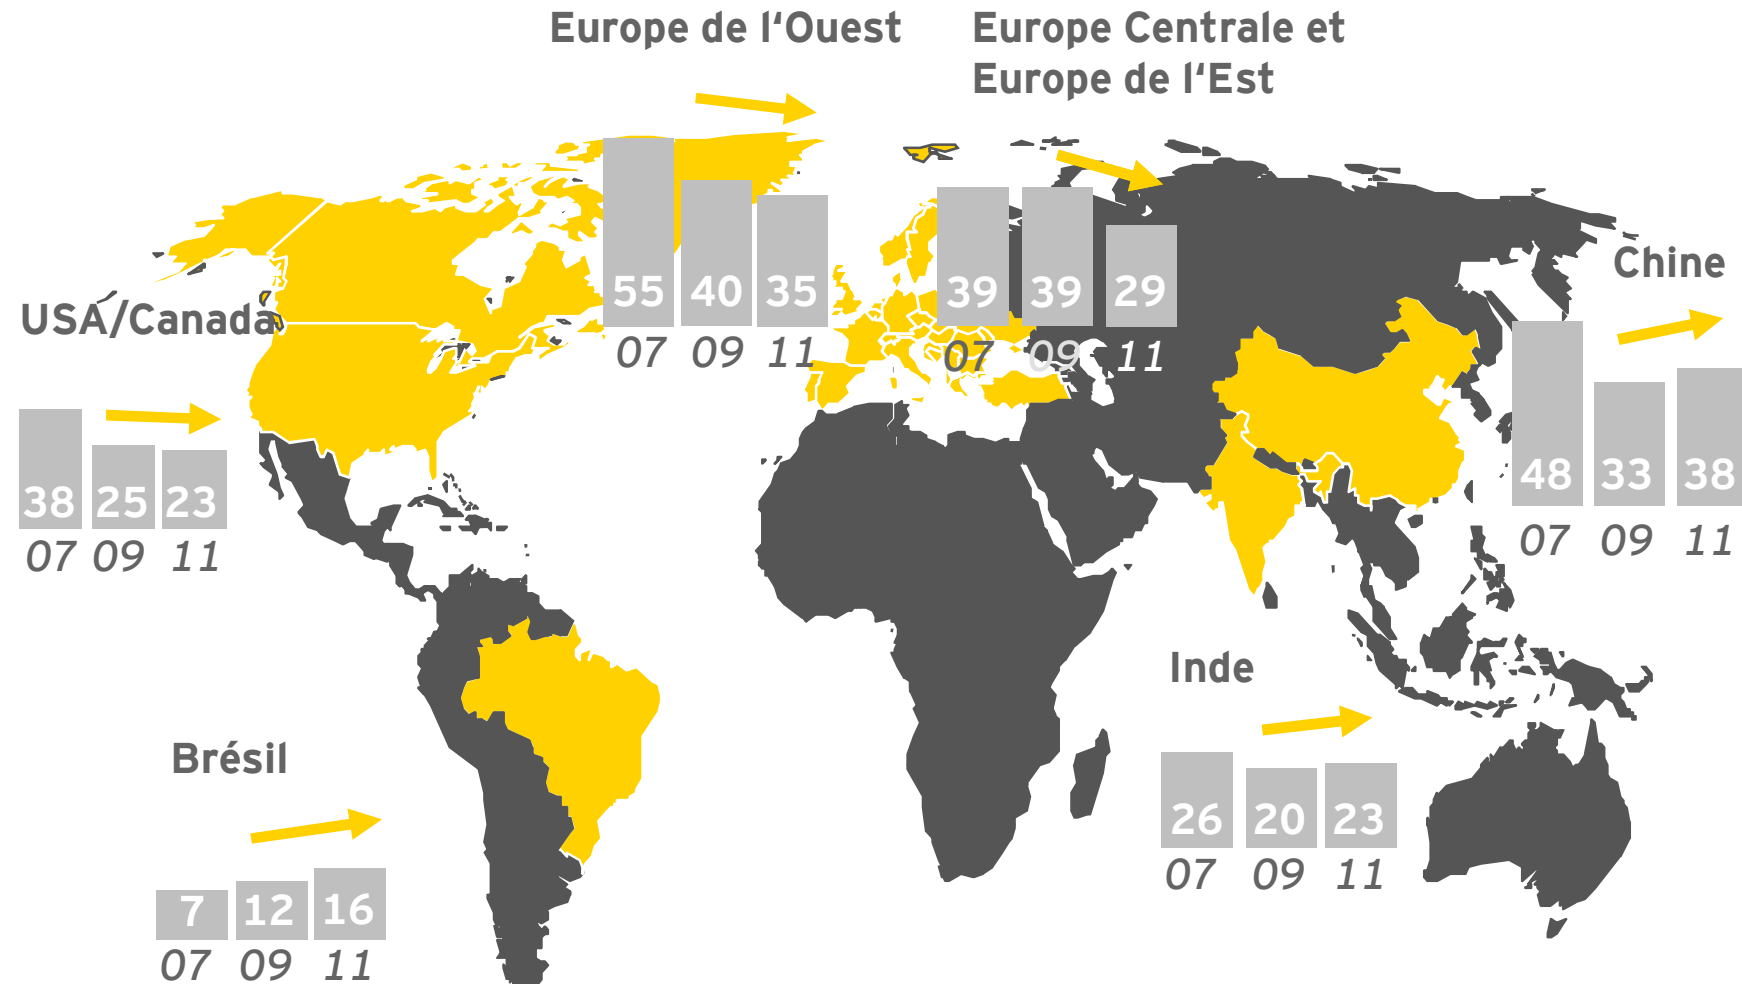 Europe de l‘Ouest
Europe Centrale et
Europe de l‘Est
55 40 35
07 09 11
39 39 29
07 09 11
Chine
48 33 38
07 09 11
USA/Canada
38 25 23
07 09 11
Inde
26 20 23
07 09 11
Brésil
7 12 16
07 09 11